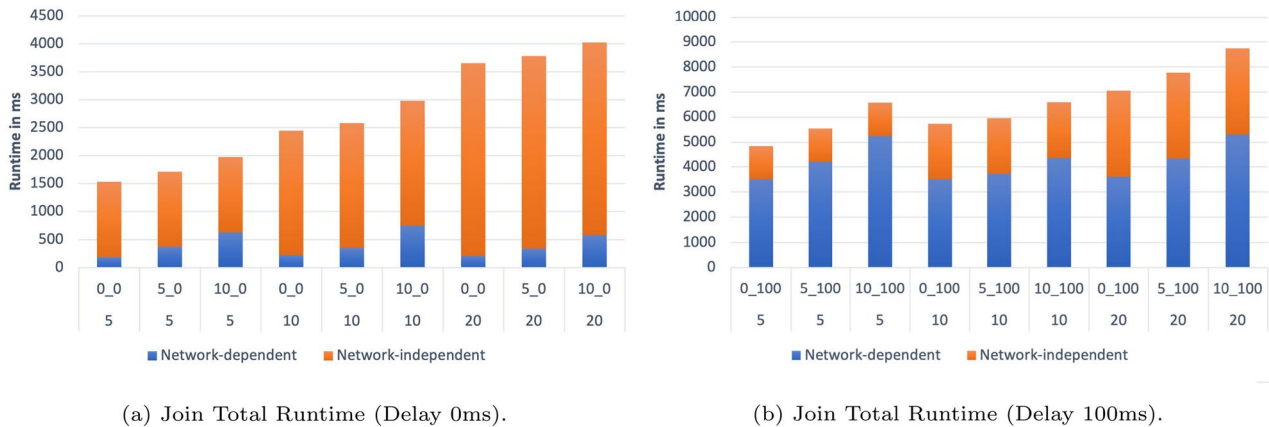 4500
4000
3500
3000
2500
2000
1500
1000
500
0
Runtime in ms
0_0 5_0 10_0 0_0 5_0 10_0 0_0 5_0 10_0
5 5 5 10 10 10 20 20 20
Network-dependent Network-independent
(a) Join Total Runtime (Delay 0ms).
10000
9000
8000
7000
6000
5000
4000
3000
2000
1000
0
Runtime in ms
0_100 5_100 10_100 0_100 5_100 10_100 0_100 5_100 10_100
5 5 5 10 10 10 20 20 20
Network-dependent Network-independent
(b) Join Total Runtime (Delay 100ms).